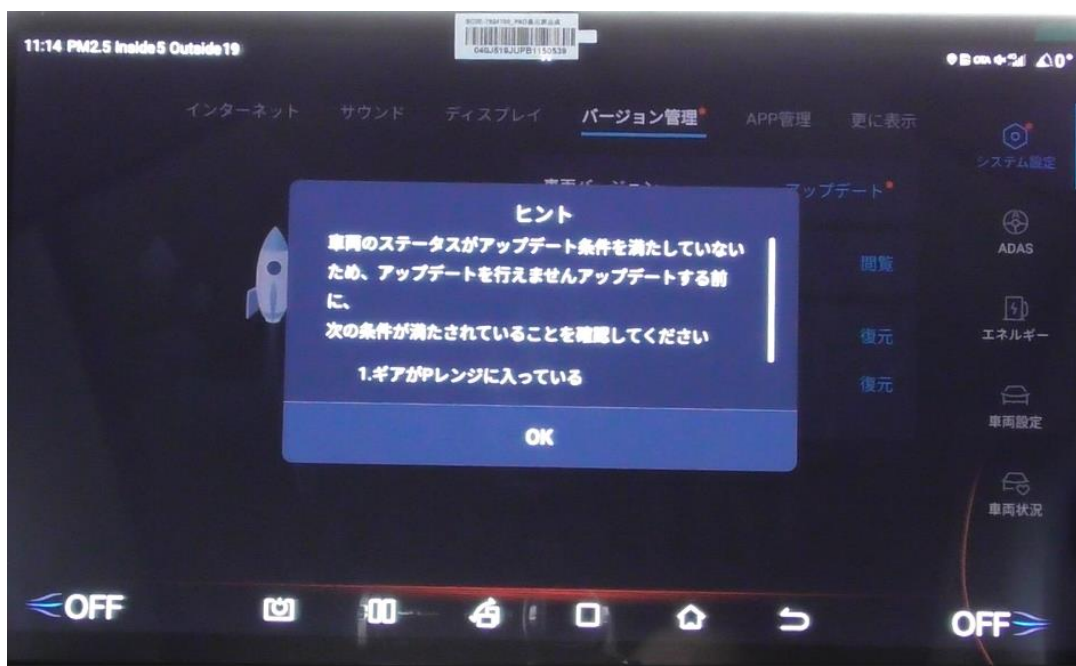 11:14 PM2.5 Inside 5 Outside 19
OTA
0°
インターネット
サウンド
ディスプレイ
バージョン管理
APP管理
更に表示
システム設定
アップデート
ヒント
車両のステータスがアップデート条件を満たしていない
ため、アップデートを行えませんアップデートする前
に、
次の条件が満たされていることを確認してください
1.ギアがPレンジに入っている
OK
閲覧
復元
復元
ADAS
エネルギー
車両設定
車両状況
OFF
OFF